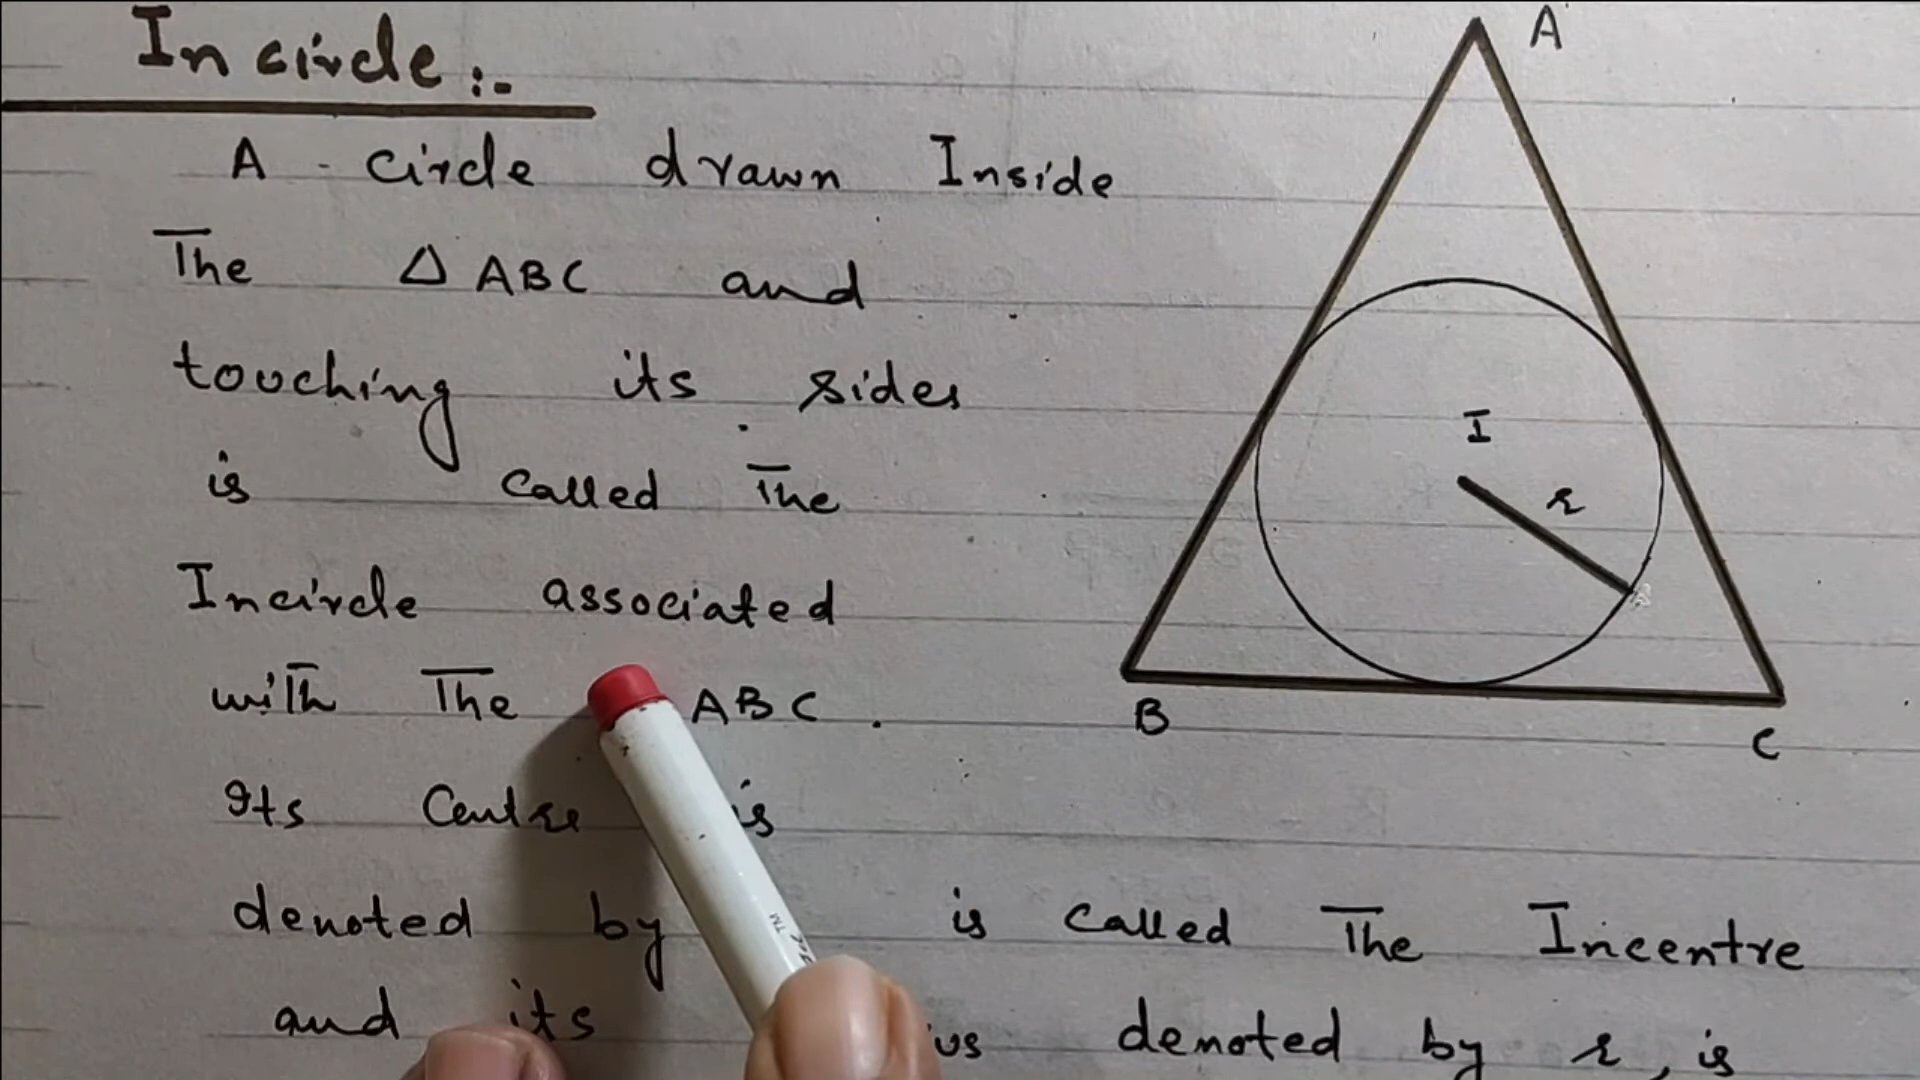 Incircle :-
A circle drawn Inside
The △ ABC and
touching its sides
is called The
Incircle associated
with The ABC.
Its Centre is
denoted by is called The Incentre
and its denoted by r, is
A
I
r
B
C